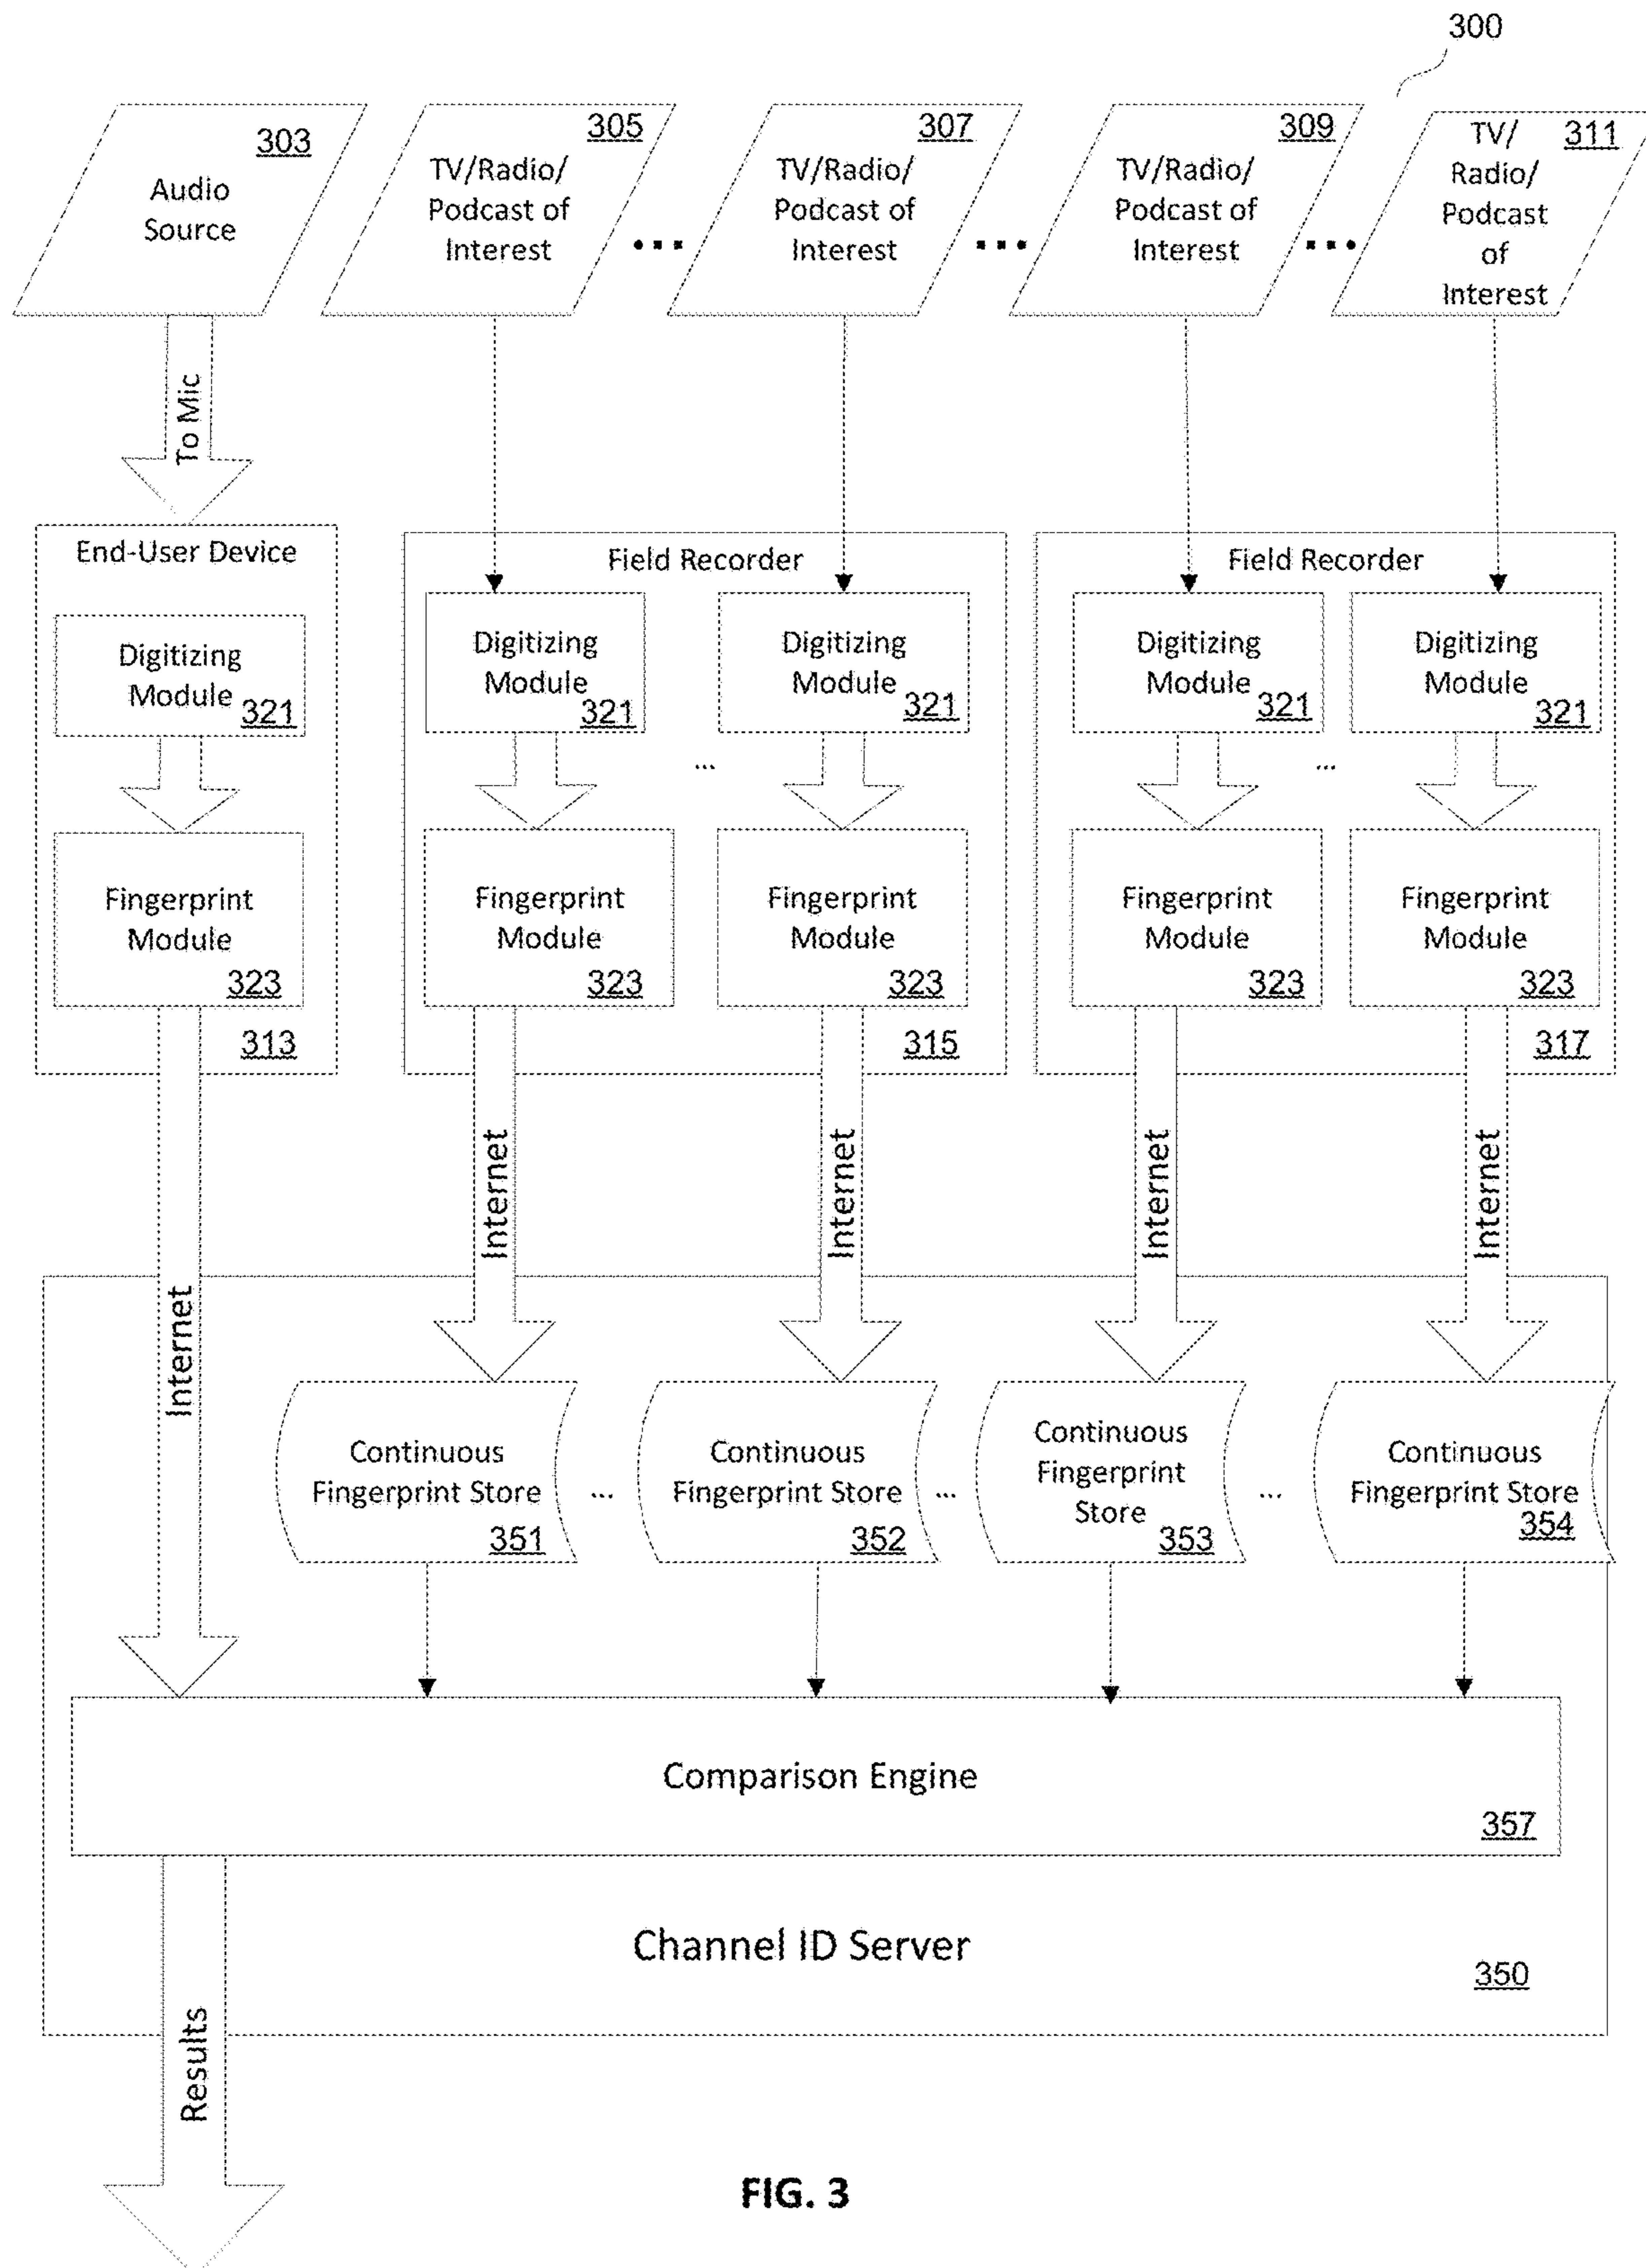 300
303
Audio
Source
305
TV/Radio/
Podcast of
Interest
...
307
TV/Radio/
Podcast of
Interest
...
309
TV/Radio/
Podcast of
Interest
...
311
TV/
Radio/
Podcast
of
Interest
To Mic
End-User Device
Digitizing
Module
321
Fingerprint
Module
323
313
Field Recorder
Digitizing
Module
321
...
Digitizing
Module
321
Fingerprint
Module
323
Fingerprint
Module
323
315
Field Recorder
Digitizing
Module
321
...
Digitizing
Module
321
Fingerprint
Module
323
Fingerprint
Module
323
317
Internet
Internet
Internet
Internet
Internet
Continuous
Fingerprint Store
351
...
Continuous
Fingerprint Store
352
...
Continuous
Fingerprint
Store
353
...
Continuous
Fingerprint Store
354
Comparison Engine
357
Channel ID Server
350
Results
FIG. 3